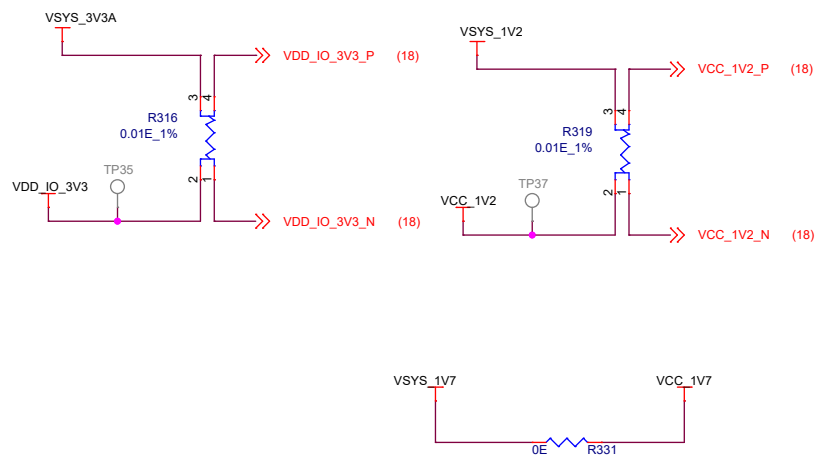 VSYS_3V3A
VDD_IO_3V3_P (18)
3 4
R316
0.01E_1%
TP35
VDD_IO_3V3
2 1
VDD_IO_3V3_N (18)
VSYS_1V2
VCC_1V2_P (18)
3 4
R319
0.01E_1%
TP37
VCC_1V2
2 1
VCC_1V2_N (18)
VSYS_1V7
VCC_1V7
0E R331